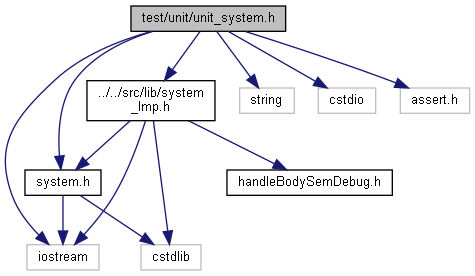 test/unit/unit_system.h
../../src/lib/system
_Imp.h
string
cstdio
assert.h
system.h
handleBodySemDebug.h
iostream
cstdlib